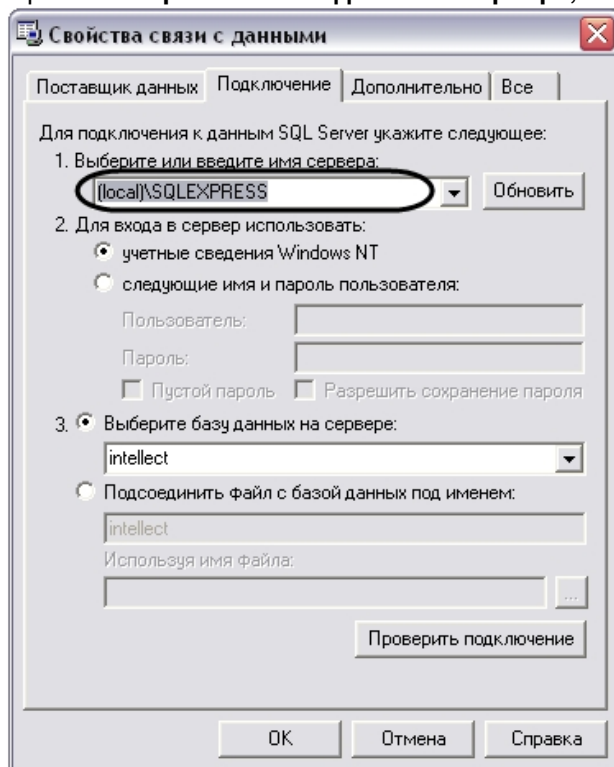 Свойства связи с данными
Поставщик данных Подключение Дополнительно Все
Для подключения к данным SQL Server укажите следующее:
1. Выберите или введите имя сервера:
(local)\SQLEXPRESS Обновить
2. Для входа в сервер использовать:
учетные сведения Windows NT
следующие имя и пароль пользователя:
Пользователь:
Пароль:
Пустой пароль Разрешить сохранение пароля
3. Выберите базу данных на сервере:
intellect
Подсоединить файл с базой данных под именем:
intellect
Используя имя файла:
...
Проверить подключение
OK Отмена Справка